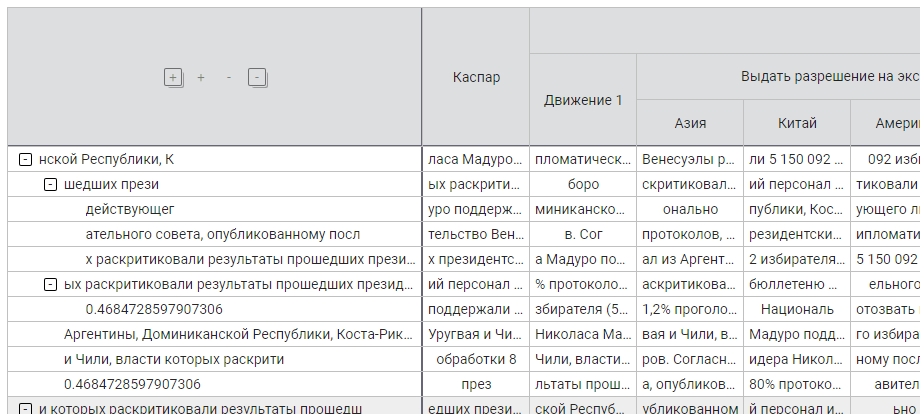 + + - -
Каспар
Движение 1
Выдать разрешение на экс
Азия Китай Амери
- нской Республики, К ласа Мадуро... пломатическ... Венесуэлы р... ли 5 150 092 ... 092 изб
- шедших прези ых раскрити... боро скритиковал... ий персонал ... тиковали
действующег уро поддерж... миниканско... онально публики, Кос... ующего л
ательного совета, опубликованному посл тельство Вен... в. Сог протоколов, ... резидентски... ипломати
х раскритиковали результаты прошедших прези... х президентс... а Мадуро по... ал из Аргент... 2 избирателя... 5 150 092
- ых раскритиковали результаты прошедших презид... ий персонал ... % протоколо... аскритикова... бюллетеню ... ельного
0.4684728597907306 поддержали ... збирателя (5... 1,2% проголо... Националь отозвать
Аргентины, Доминиканской Республики, Коста-Рик... Уругвая и Чи... Николаса Ма... вая и Чили, в... Мадуро подд... го избира
и Чили, власти которых раскрити обработки 8 Чили, власти... ров. Согласн... идера Никол... ному посл
0.4684728597907306 през льтаты прош... а, опубликов... 80% протоко... авител
- и которых раскритиковали результаты прошедш едших прези... ской Респуб... убликованном й персонал и... ьно